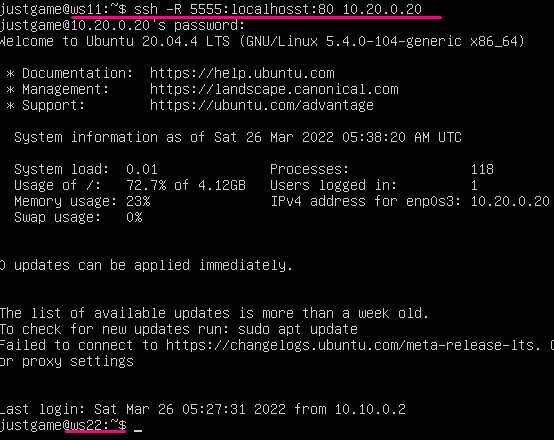 justgame@ws11:~$ ssh -R 5555:localhosst:80 10.20.0.20
justgame@10.20.0.20's password:
Welcome to Ubuntu 20.04.4 LTS (GNU/Linux 5.4.0-104-generic x86_64)
* Documentation:  https://help.ubuntu.com
* Management:     https://landscape.canonical.com
* Support:        https://ubuntu.com/advantage
System information as of Sat 26 Mar 2022 05:38:20 AM UTC
System load:  0.01              Processes:               118
Usage of /:   72.7% of 4.12GB   Users logged in:         1
Memory usage: 23%               IPv4 address for enp0s3: 10.20.0.20
Swap usage:   0%
0 updates can be applied immediately.
The list of available updates is more than a week old.
To check for new updates run: sudo apt update
Failed to connect to https://changelogs.ubuntu.com/meta-release-lts.
or proxy settings
Last login: Sat Mar 26 05:27:31 2022 from 10.10.0.2
justgame@ws22:~$ _